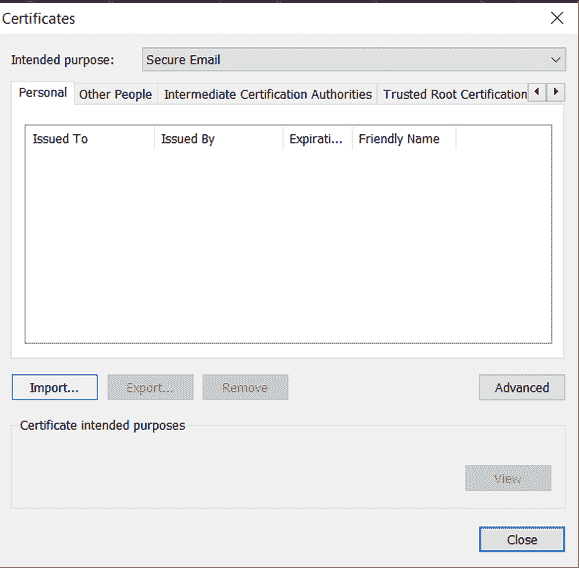 Certificates
Intended purpose: Secure Email
Personal Other People Intermediate Certification Authorities Trusted Root Certification
Issued To Issued By Expirati... Friendly Name
Import... Export... Remove Advanced
Certificate intended purposes
View
Close